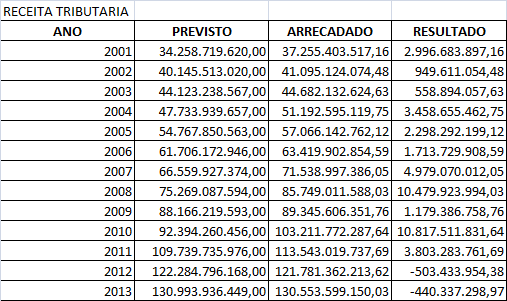 RECEITA TRIBUTARIA
ANO PREVISTO ARRECADADO RESULTADO
2001 34.258.719.620,00 37.255.403.517,16 2.996.683.897,16
2002 40.145.513.020,00 41.095.124.074,48 949.611.054,48
2003 44.123.238.567,00 44.682.132.624,63 558.894.057,63
2004 47.733.939.657,00 51.192.595.119,75 3.458.655.462,75
2005 54.767.850.563,00 57.066.142.762,12 2.298.292.199,12
2006 61.706.172.946,00 63.419.902.854,59 1.713.729.908,59
2007 66.559.927.374,00 71.538.997.386,05 4.979.070.012,05
2008 75.269.087.594,00 85.749.011.588,03 10.479.923.994,03
2009 88.166.219.593,00 89.345.606.351,76 1.179.386.758,76
2010 92.394.260.456,00 103.211.772.287,64 10.817.511.831,64
2011 109.739.735.976,00 113.543.019.737,69 3.803.283.761,69
2012 122.284.796.168,00 121.781.362.213,62 -503.433.954,38
2013 130.993.936.449,00 130.553.599.150,03 -440.337.298,97